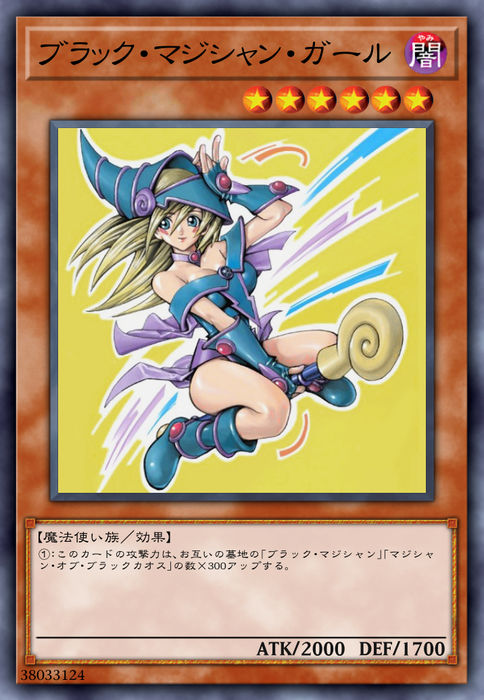 ブラック・マジシャン・ガール
やみ
闇
【魔法使い族／効果】
①:このカードの攻撃力は、お互いの墓地の「ブラック・マジシャン」「マジシャ
ン・オブ・ブラックカオス」の数×300アップする。
ATK/2000 DEF/1700
38033124